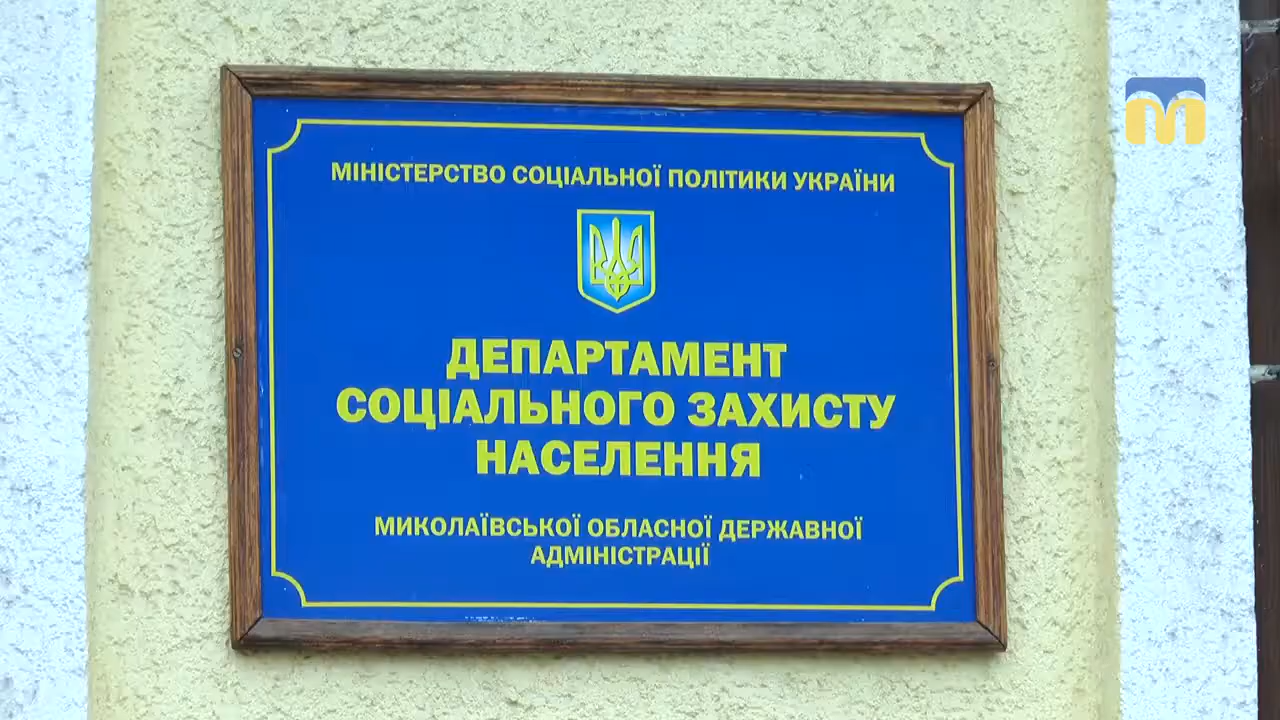 МІНІСТЕРСТВО СОЦІАЛЬНОЇ ПОЛІТИКИ УКРАЇНИ
ДЕПАРТАМЕНТ
СОЦІАЛЬНОГО ЗАХИСТУ
НАСЕЛЕННЯ
МИКОЛАЇВСЬКОЇ ОБЛАСНОЇ ДЕРЖАВНОЇ
АДМІНІСТРАЦІЇ